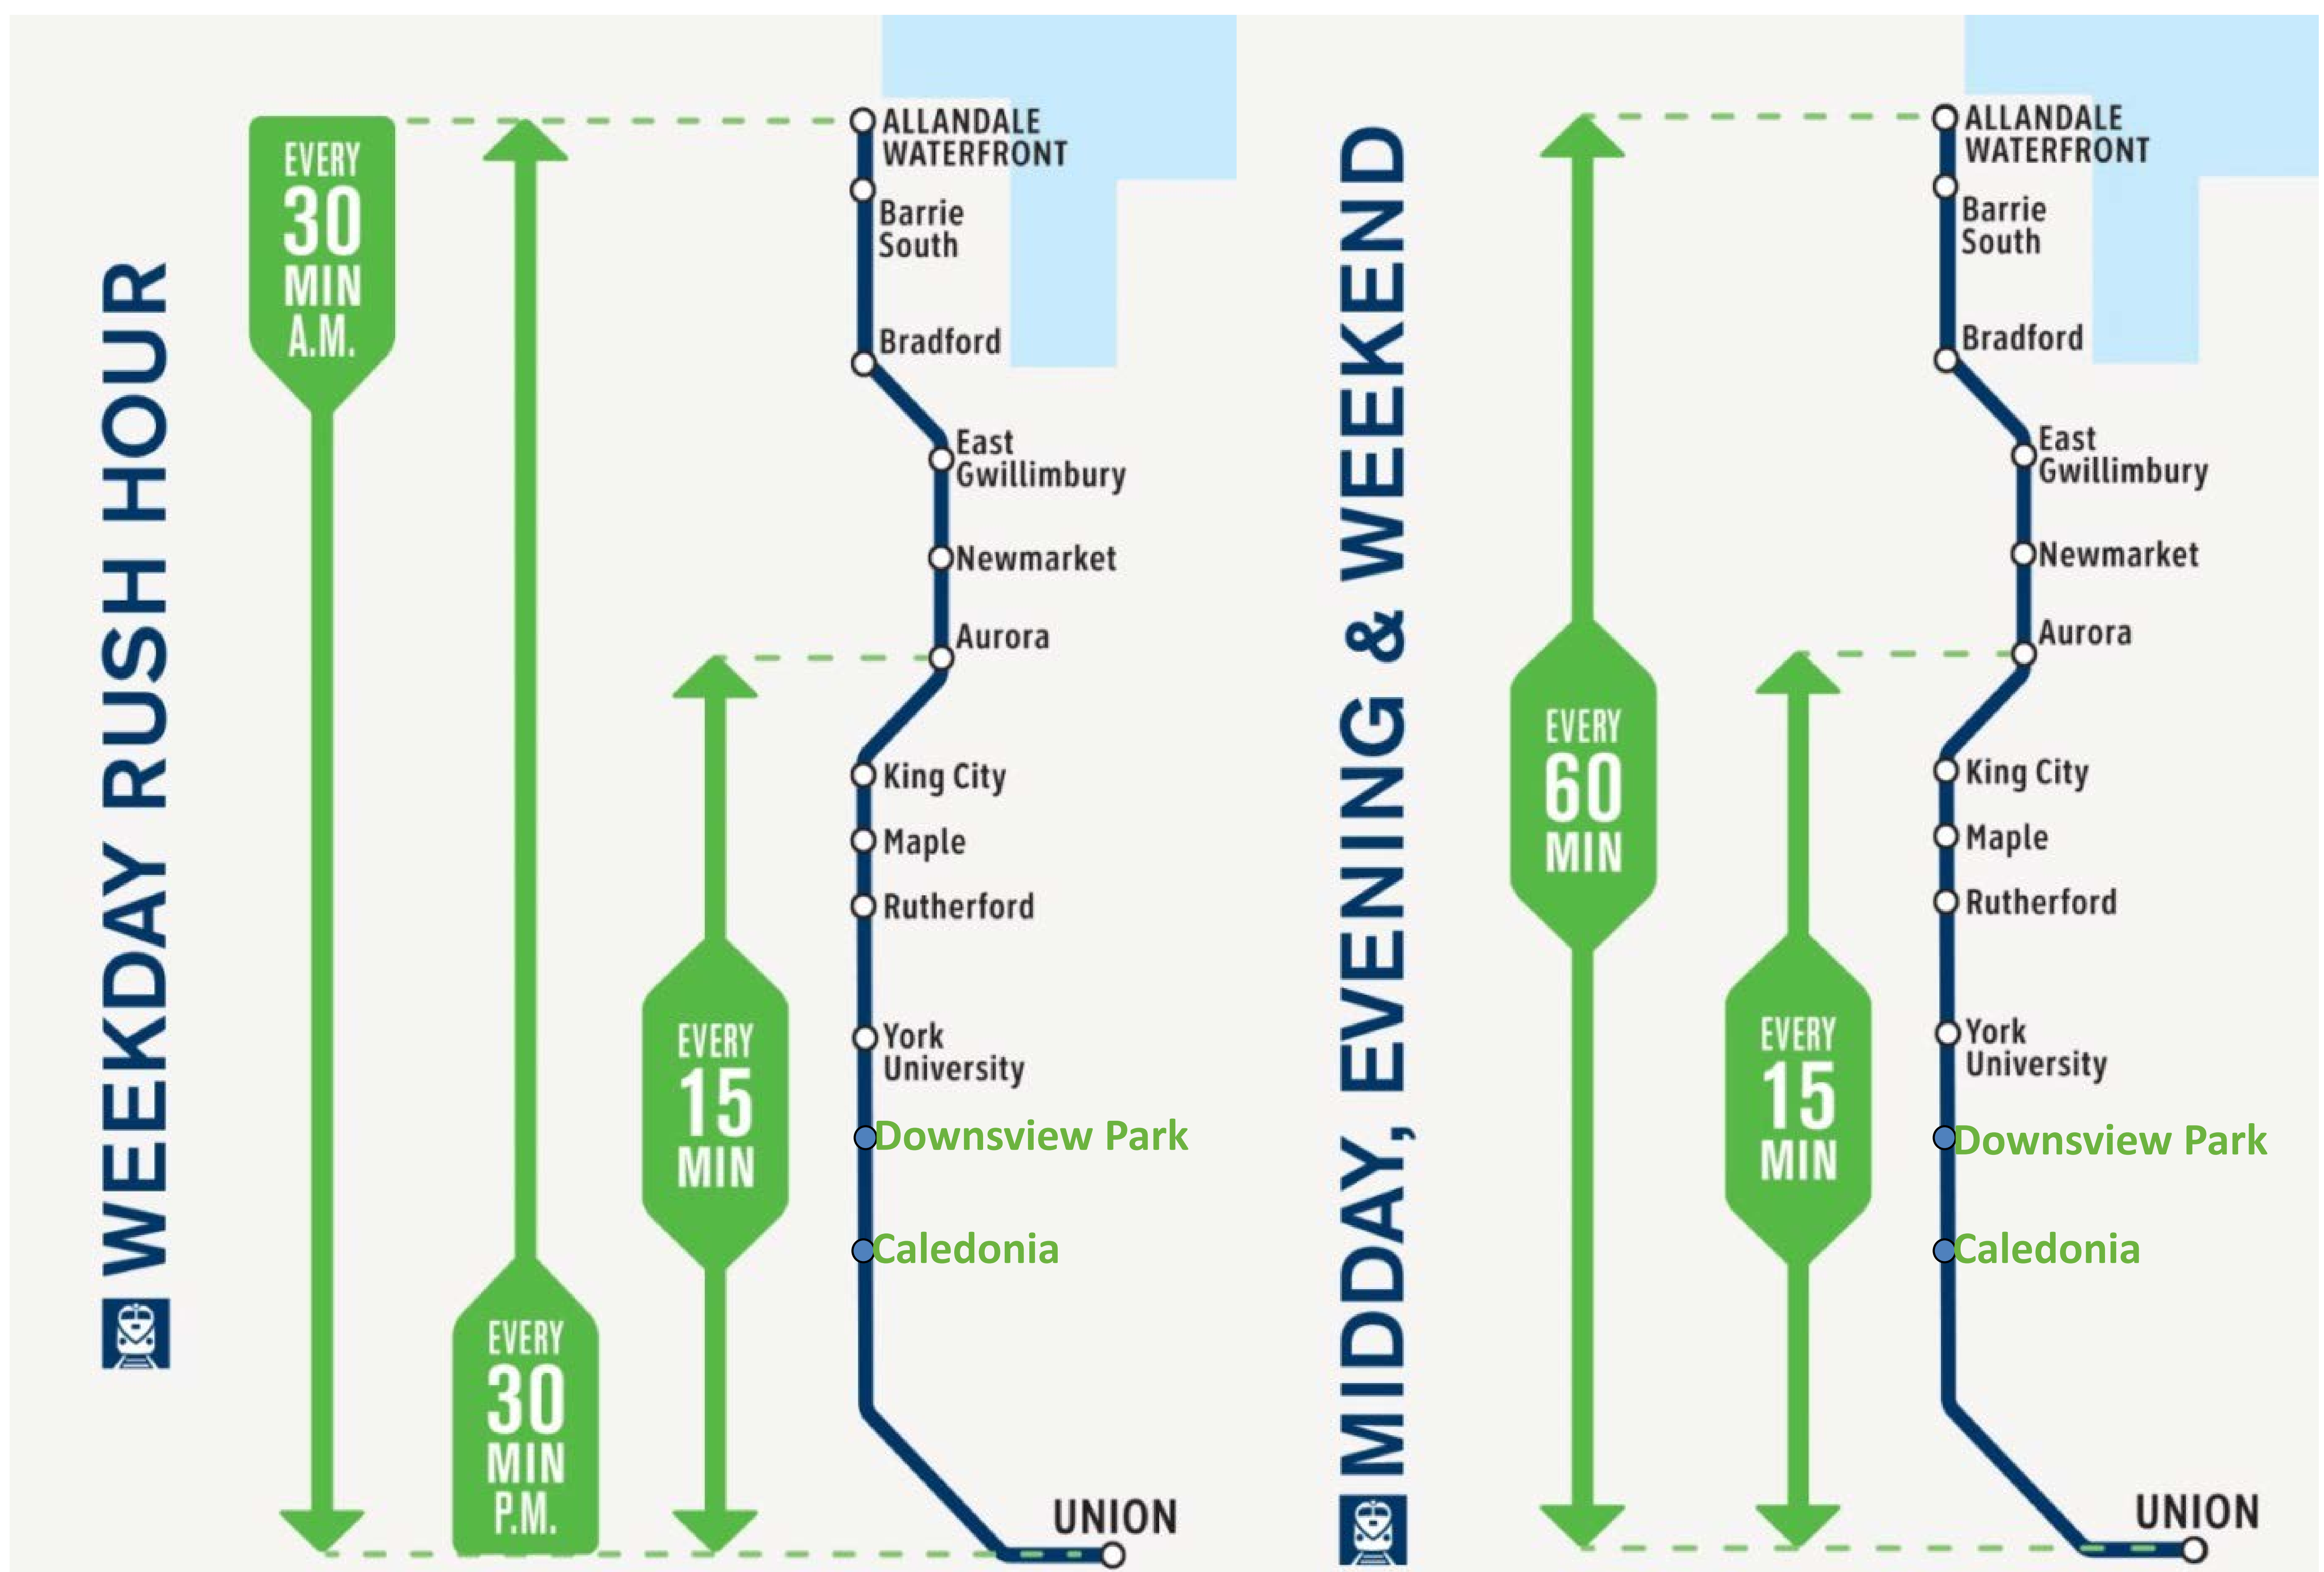 WEEKDAY RUSH HOUR
EVERY
30
MIN
A.M.
EVERY
30
MIN
P.M.
EVERY
15
MIN
ALLANDALE
WATERFRONT
Barrie
South
Bradford
East
Gwillimbury
Newmarket
Aurora
King City
Maple
Rutherford
York
University
Downsview Park
Caledonia
UNION
MIDDAY, EVENING & WEEKEND
EVERY
60
MIN
EVERY
15
MIN
ALLANDALE
WATERFRONT
Barrie
South
Bradford
East
Gwillimbury
Newmarket
Aurora
King City
Maple
Rutherford
York
University
Downsview Park
Caledonia
UNION